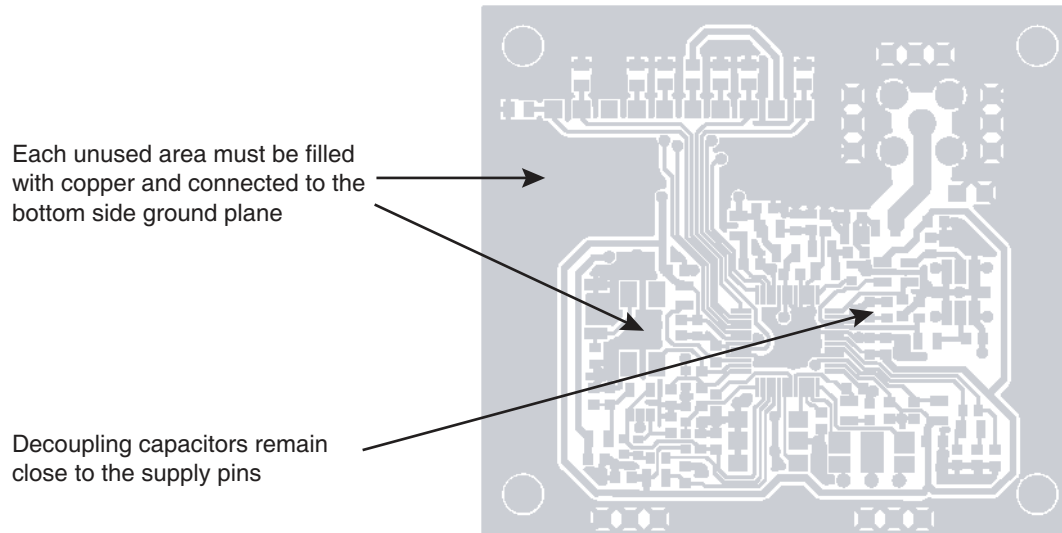 Each unused area must be filled
with copper and connected to the
bottom side ground plane
Decoupling capacitors remain
close to the supply pins